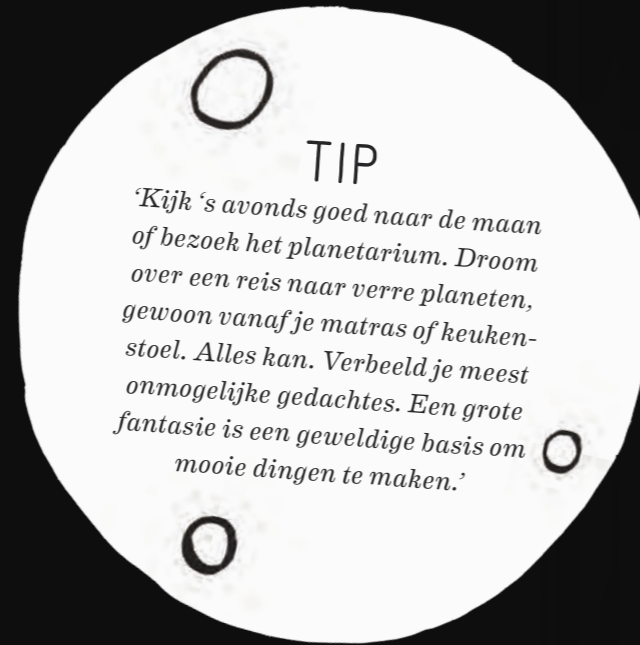 TIP
‘Kijk ‘s avonds goed naar de maan
of bezoek het planetarium. Droom
over een reis naar verre planeten,
gewoon vanaf je matras of keuken-
stoel. Alles kan. Verbeeld je meest
onmogelijke gedachtes. Een grote
fantasie is een geweldige basis om
mooie dingen te maken.’